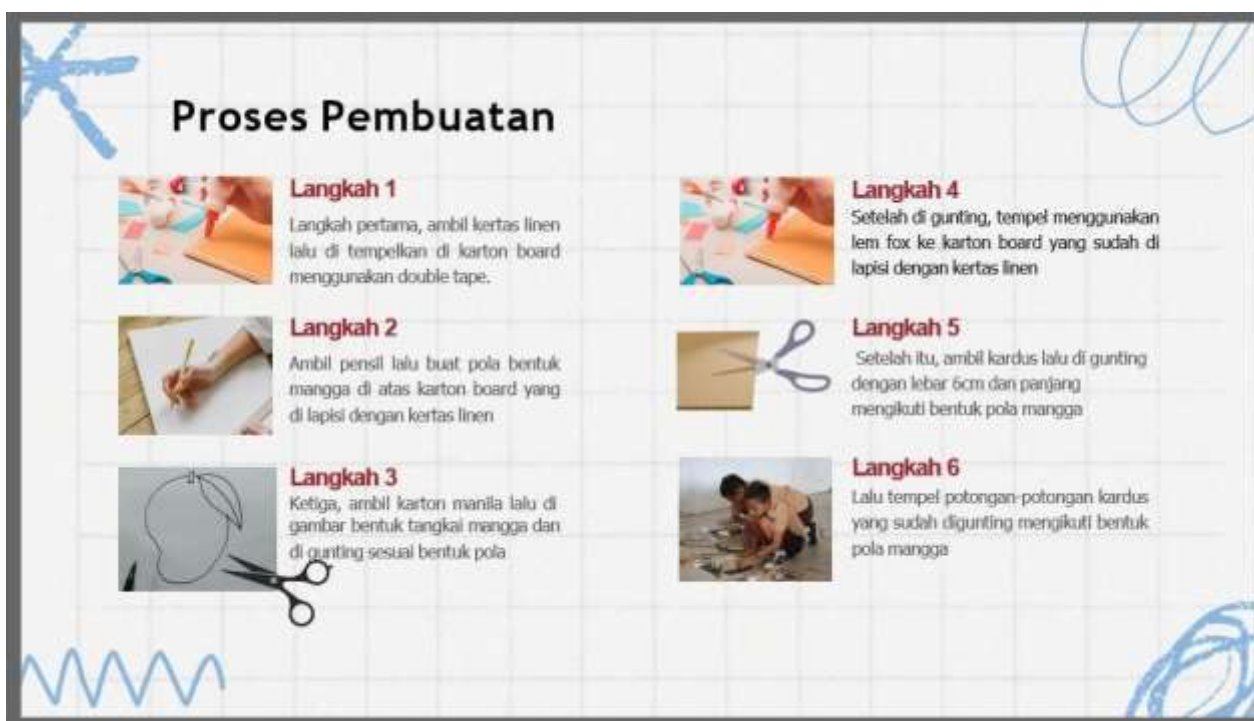 Proses Pembuatan
Langkah 1
Langkah pertama, ambil kertas linen
lalu di tempelkan di karton board
menggunakan double tape.
Langkah 2
Ambil pensil lalu buat pola bentuk
mangga di atas karton board yang
di lapisi dengan kertas linen
Langkah 3
Ketiga, ambil karton manila lalu di
gambar bentuk tangkai mangga dan
di gunting sesuai bentuk pola
Langkah 4
Setelah di gunting, tempel menggunakan
lem fox ke karton board yang sudah di
lapisi dengan kertas linen
Langkah 5
Setelah itu, ambil kardus lalu di gunting
dengan lebar 6cm dan panjang
mengikuti bentuk pola mangga
Langkah 6
Lalu tempel potongan-potongan kardus
yang sudah digunting mengikuti bentuk
pola mangga